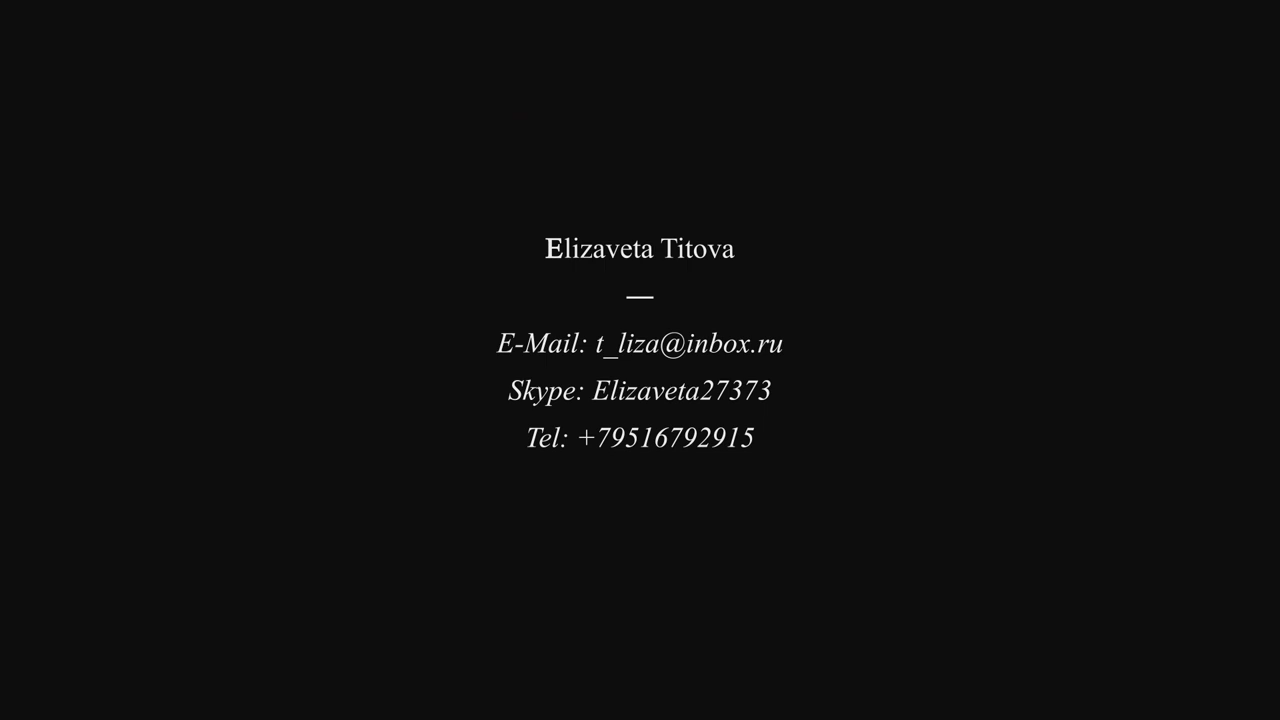 Elizaveta Titova
—
E-Mail: t_liza@inbox.ru
Skype: Elizaveta27373
Tel: +79516792915